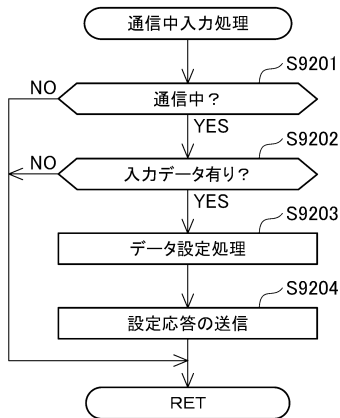 通信中入力処理
S9201
NO
通信中？
YES
S9202
NO
入力データ有り？
YES
S9203
データ設定処理
S9204
設定応答の送信
RET